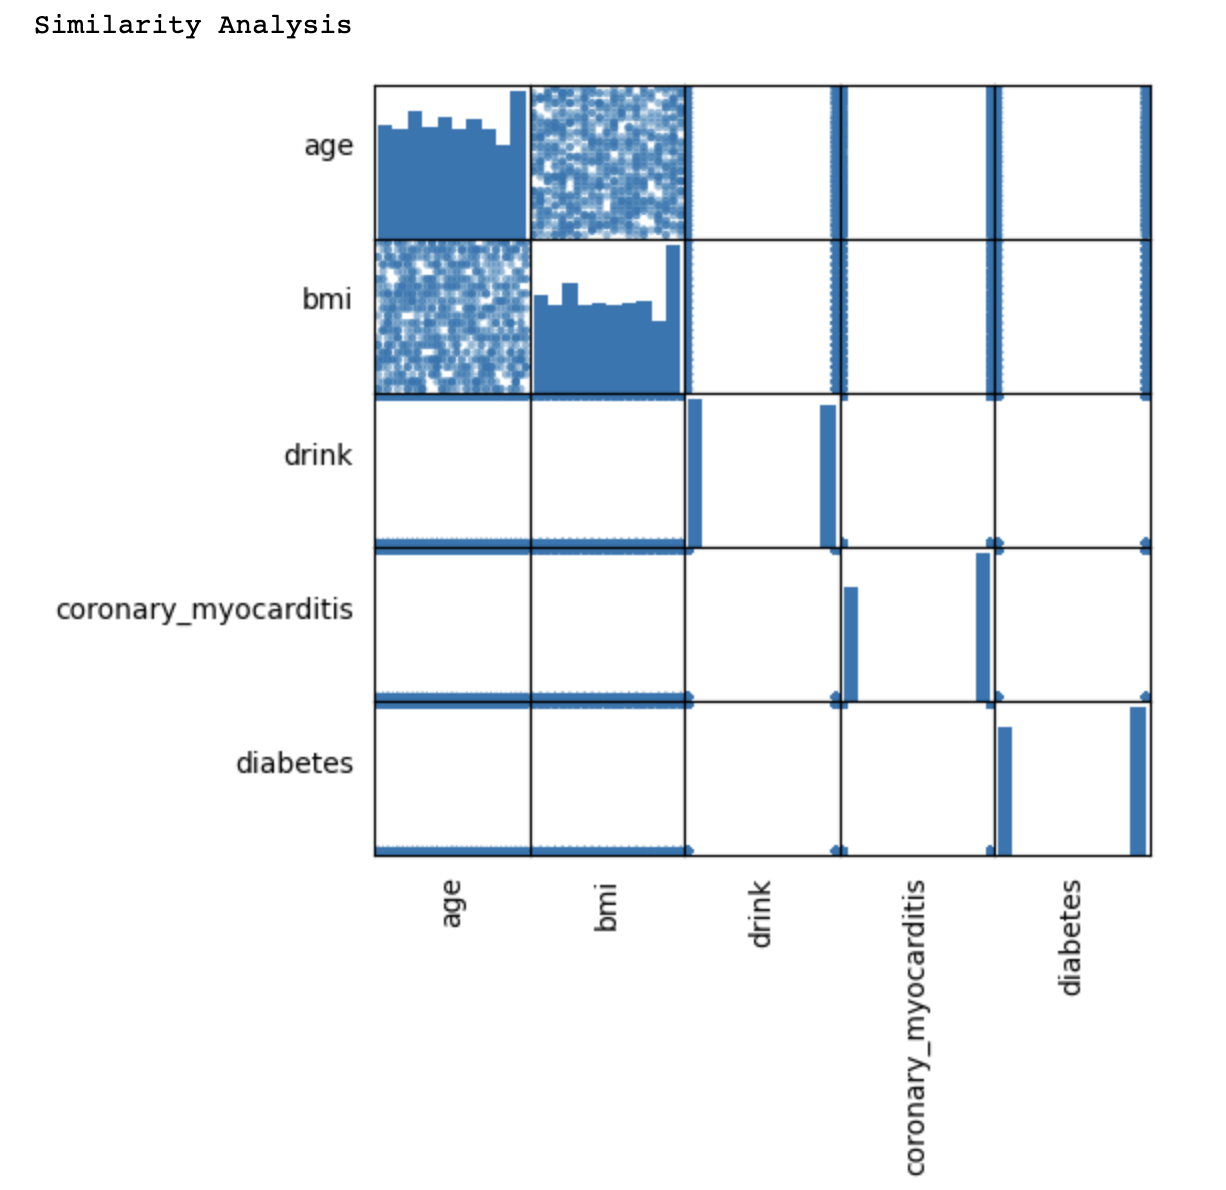 Similarity Analysis
age
bmi
drink
coronary_myocarditis
diabetes
age
bmi
drink
coronary_myocarditis
diabetes